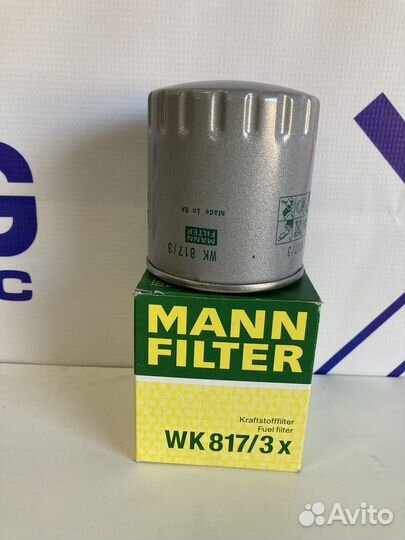 G
C
WK 817/3
MANN
FILTER
Made in BA
817/3
MANN
FILTER
Kraftstofffilter
Fuel filter
WK 817/3 x
Avito